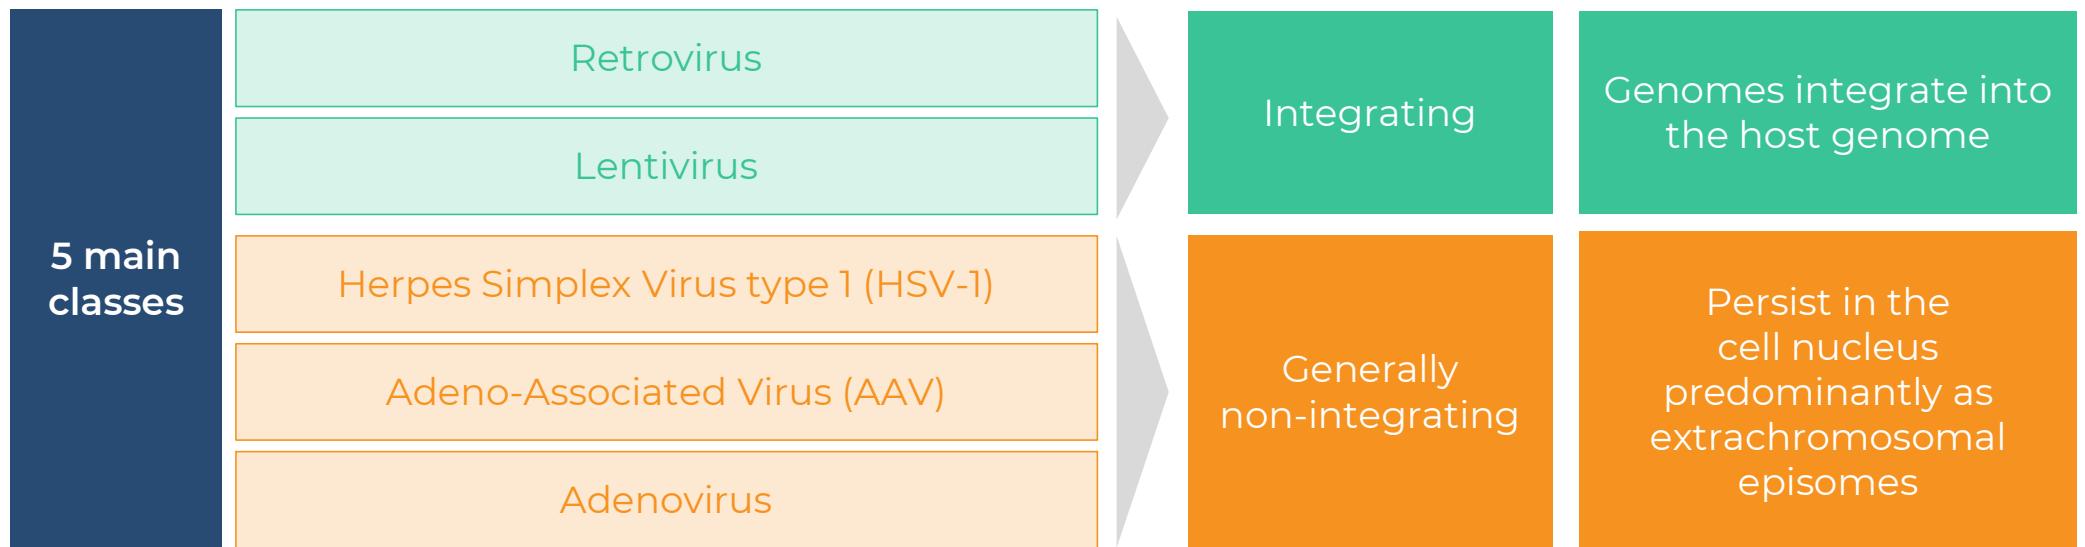 5 main
classes
Retrovirus
Lentivirus
Herpes Simplex Virus type 1 (HSV-1)
Adeno-Associated Virus (AAV)
Adenovirus
Integrating
Genomes integrate into
the host genome
Generally
non-integrating
Persist in the
cell nucleus
predominantly as
extrachromosomal
episomes